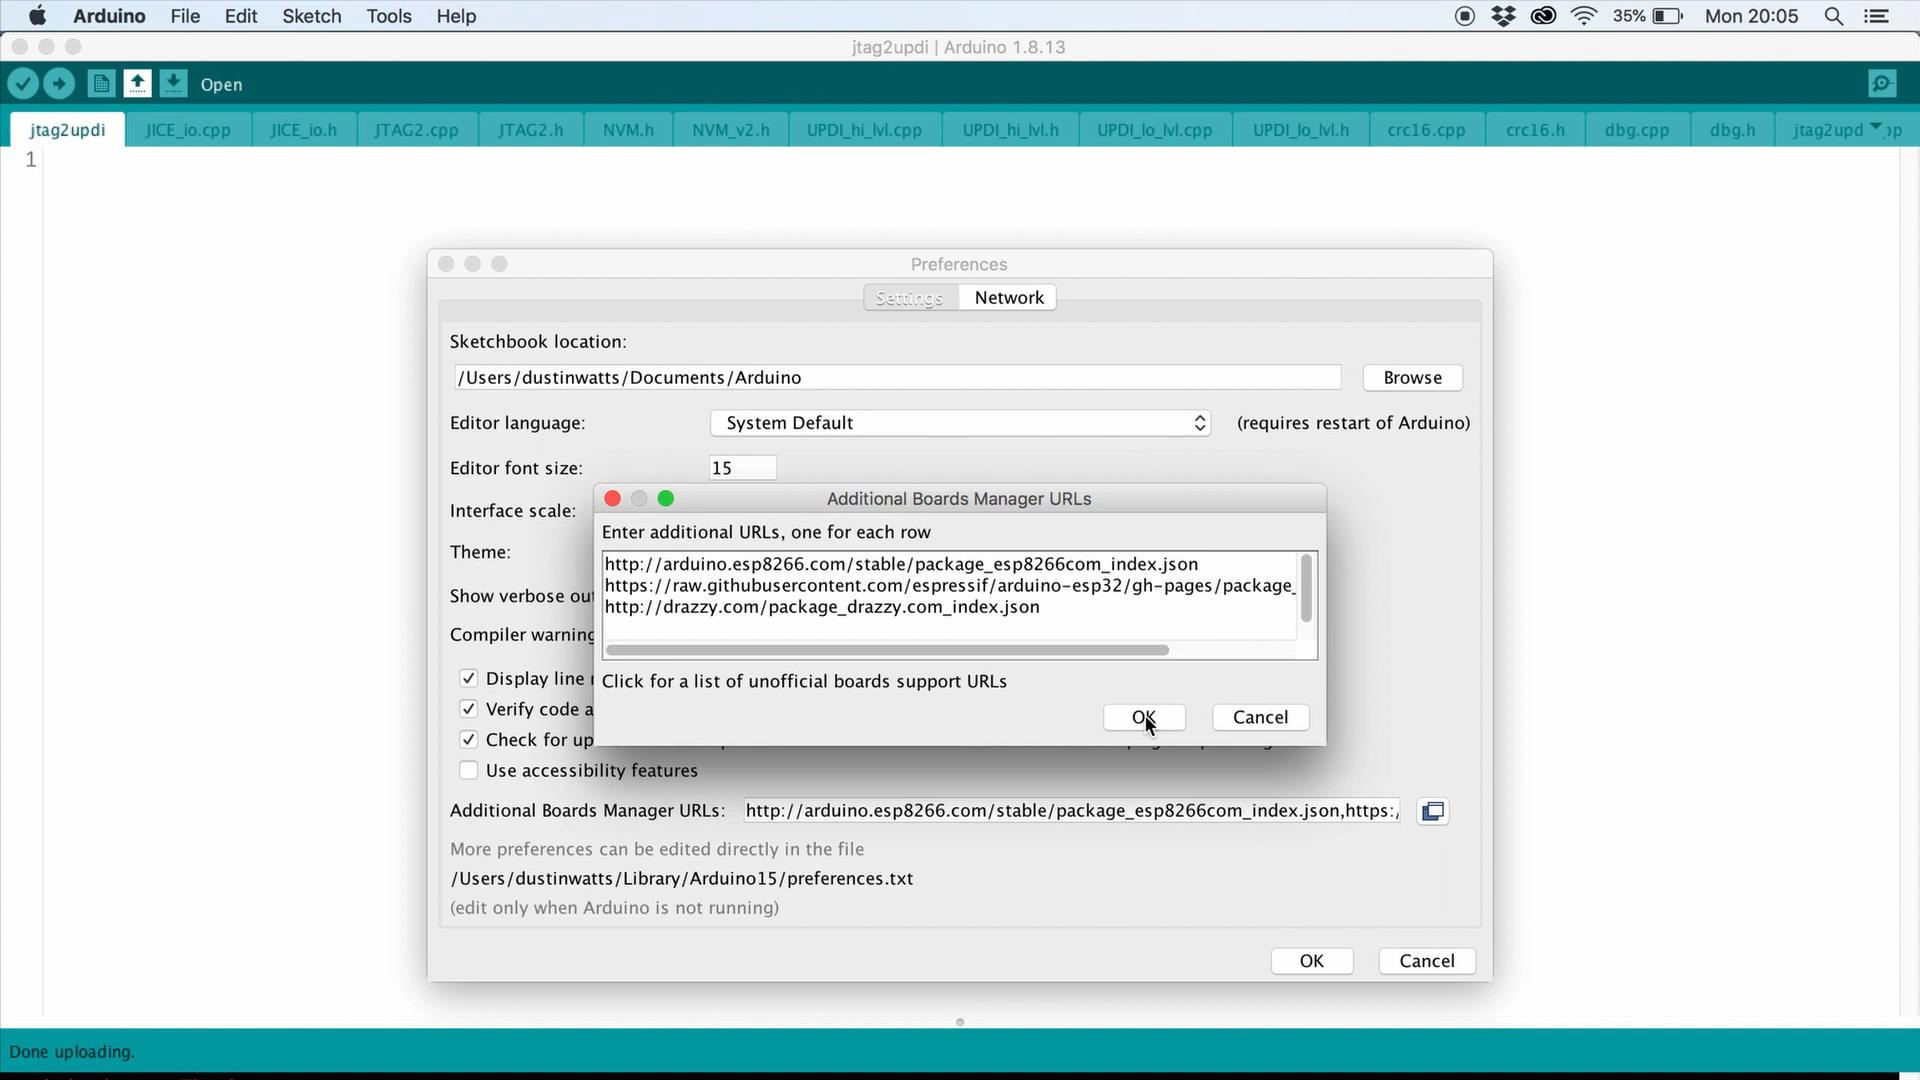 Arduino File Edit Sketch Tools Help 35% Mon 20:05
jtag2updi | Arduino 1.8.13
Open
jtag2updi JICE_io.cpp JICE_io.h JTAG2.cpp JTAG2.h NVM.h NVM_v2.h UPDI_hi_lvl.cpp UPDI_hi_lvl.h UPDI_lo_lvl.cpp UPDI_lo_lvl.h crc16.cpp crc16.h dbg.cpp dbg.h jtag2upd pp
1
Preferences
Settings Network
Sketchbook location:
/Users/dustinwatts/Documents/Arduino Browse
Editor language: System Default (requires restart of Arduino)
Editor font size: 15
Interface scale:
Theme:
Show verbose ou
Compiler warning
Display line
Verify code a
Check for up
Use accessibility features
Additional Boards Manager URLs
Enter additional URLs, one for each row
http://arduino.esp8266.com/stable/package_esp8266com_index.json
https://raw.githubusercontent.com/espressif/arduino-esp32/gh-pages/package_
http://drazzy.com/package_drazzy.com_index.json
Click for a list of unofficial boards support URLs
OK Cancel
Additional Boards Manager URLs: http://arduino.esp8266.com/stable/package_esp8266com_index.json,https:/
More preferences can be edited directly in the file
/Users/dustinwatts/Library/Arduino15/preferences.txt
(edit only when Arduino is not running)
OK Cancel
Done uploading.